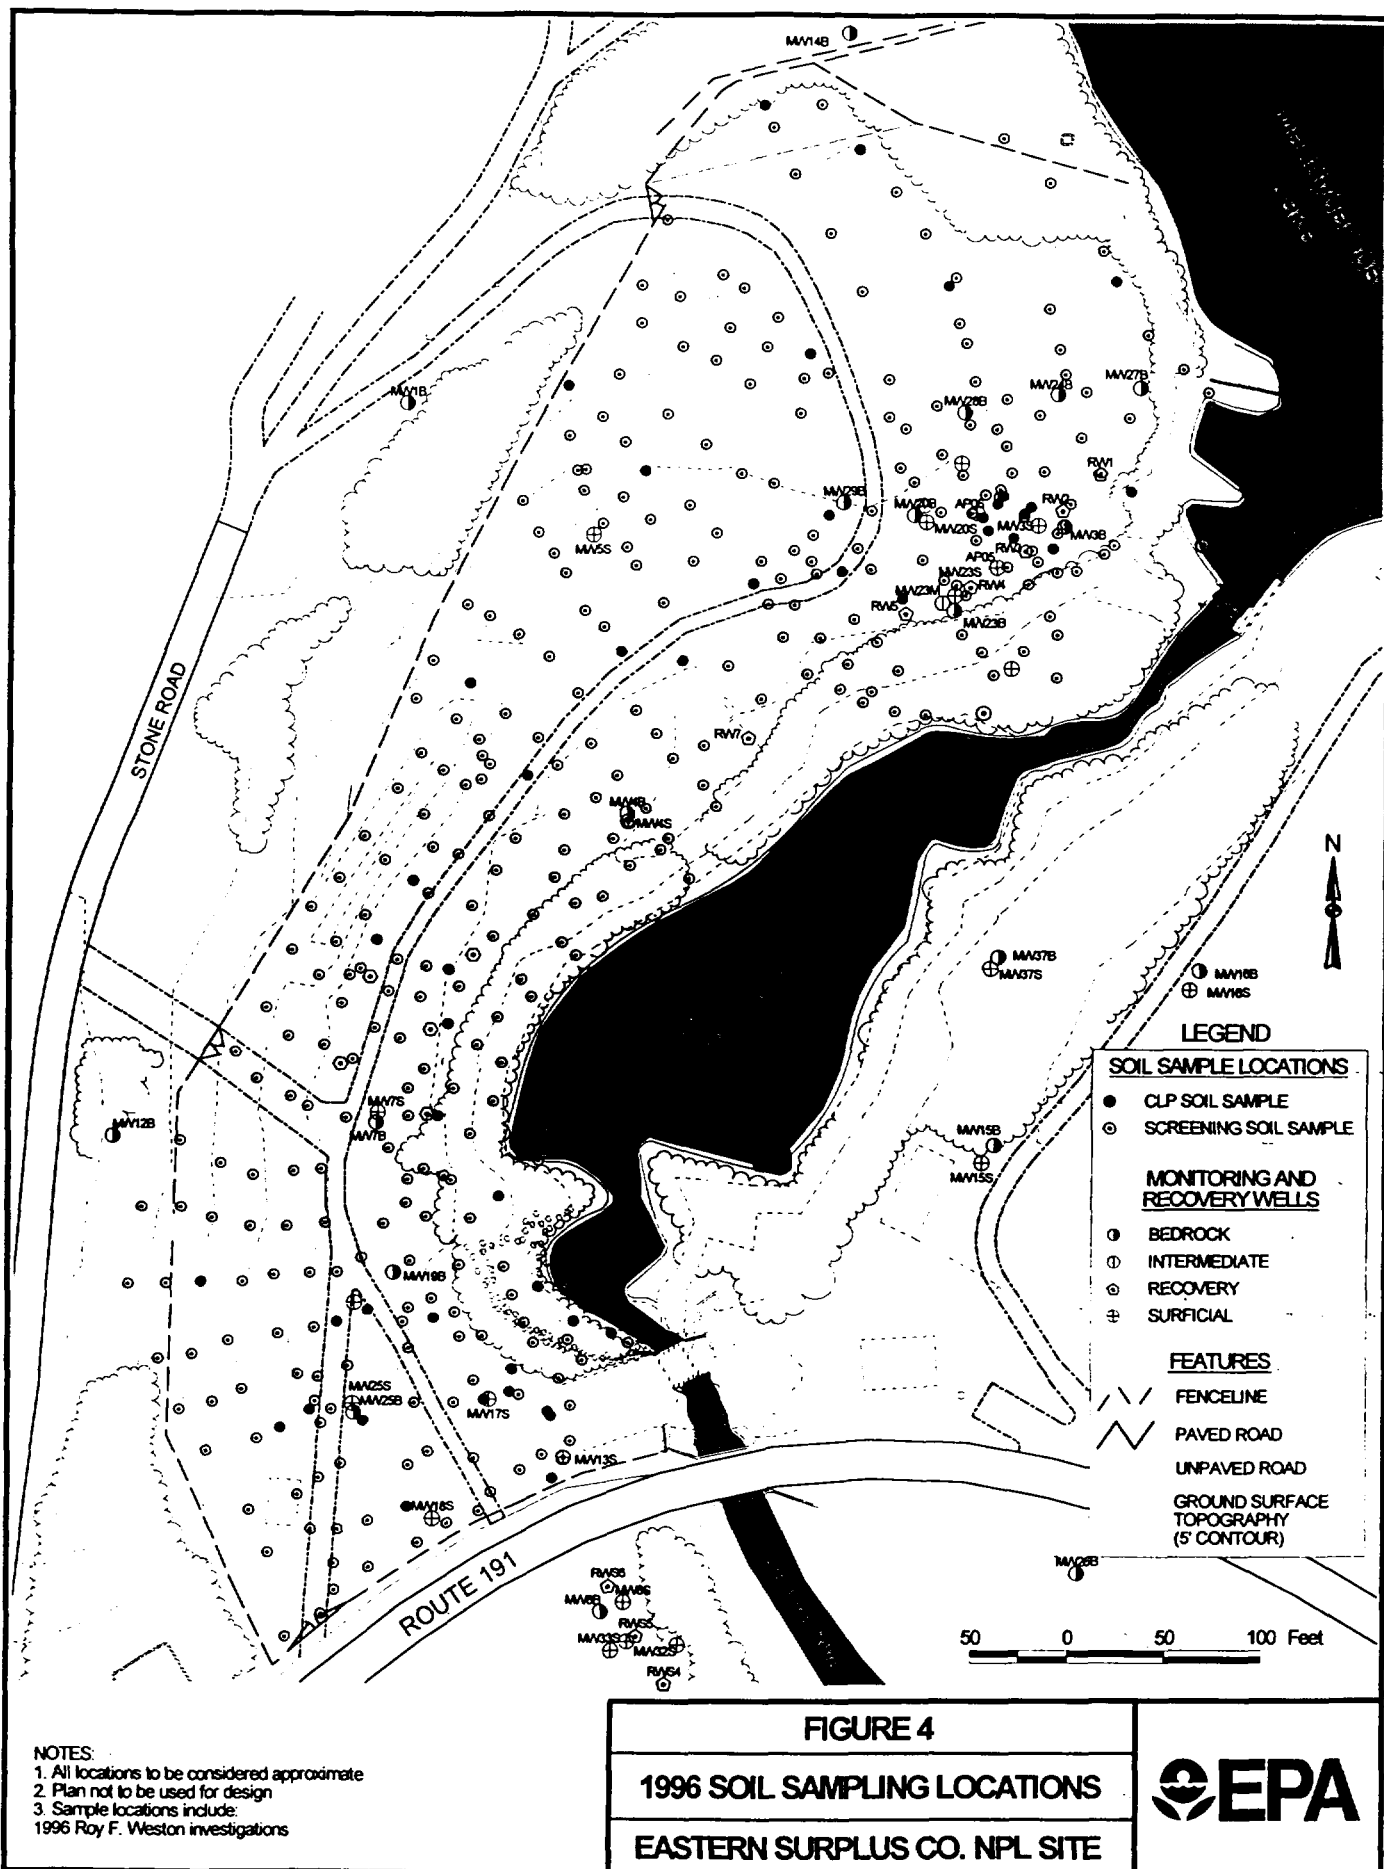 MW14B
MW1B
MW24B
MW27B
MW28B
RW1
MW29B
MW20B
AP06
RW2
MW20S
MW3S
MW3B
MW5S
AP05
MW23S
MW23M
RW4
RW5
MW23B
STONE ROAD
RW7
MW4B
MW4S
N
MW37B
MW37S
MW16B
MW16S
LEGEND
SOIL SAMPLE LOCATIONS
CLP SOIL SAMPLE
SCREENING SOIL SAMPLE
MONITORING AND
RECOVERY WELLS
BEDROCK
INTERMEDIATE
RECOVERY
SURFICIAL
FEATURES
FENCELINE
PAVED ROAD
UNPAVED ROAD
GROUND SURFACE
TOPOGRAPHY
(5' CONTOUR)
MW7S
MW7B
MW12B
MW15B
MW15S
MW19B
MW25S
MW25B
MW17S
MW13S
MW18S
ROUTE 191
RWS6
MW8S
MW8B
RWS5
MW33S
MW32S
RWS4
50 0 50 100 Feet
NOTES:
1. All locations to be considered approximate
2. Plan not to be used for design
3. Sample locations include:
1996 Roy F. Weston investigations
FIGURE 4
1996 SOIL SAMPLING LOCATIONS
EASTERN SURPLUS CO. NPL SITE
EPA